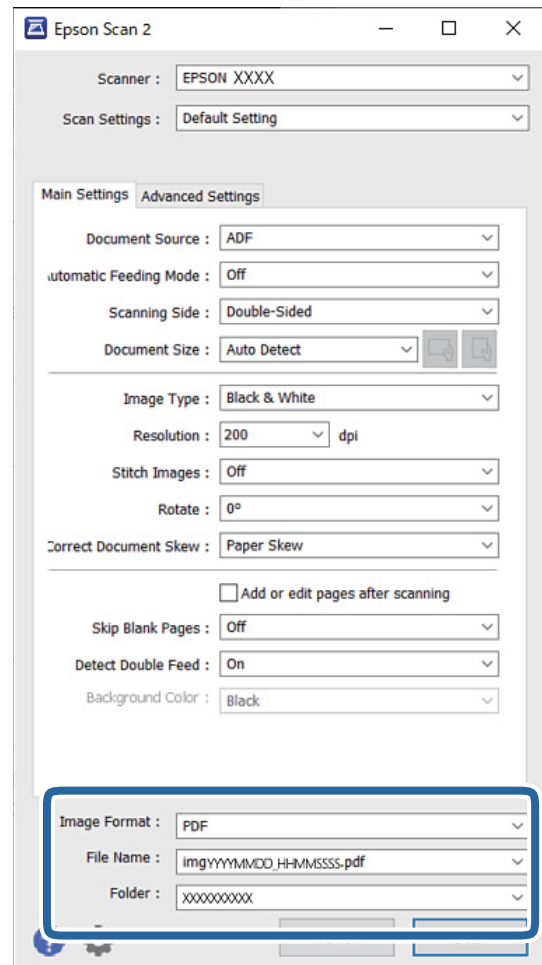 Epson Scan 2
Scanner : EPSON XXXX
Scan Settings : Default Setting
Main Settings Advanced Settings
Document Source : ADF
utomatic Feeding Mode : Off
Scanning Side : Double-Sided
Document Size : Auto Detect
Image Type : Black & White
Resolution : 200 dpi
Stitch Images : Off
Rotate : 0°
Correct Document Skew : Paper Skew
Add or edit pages after scanning
Skip Blank Pages : Off
Detect Double Feed : On
Background Color : Black
Image Format : PDF
File Name : imgYYYYMMDD_HHMMSSSS.pdf
Folder : XXXXXXXXXX